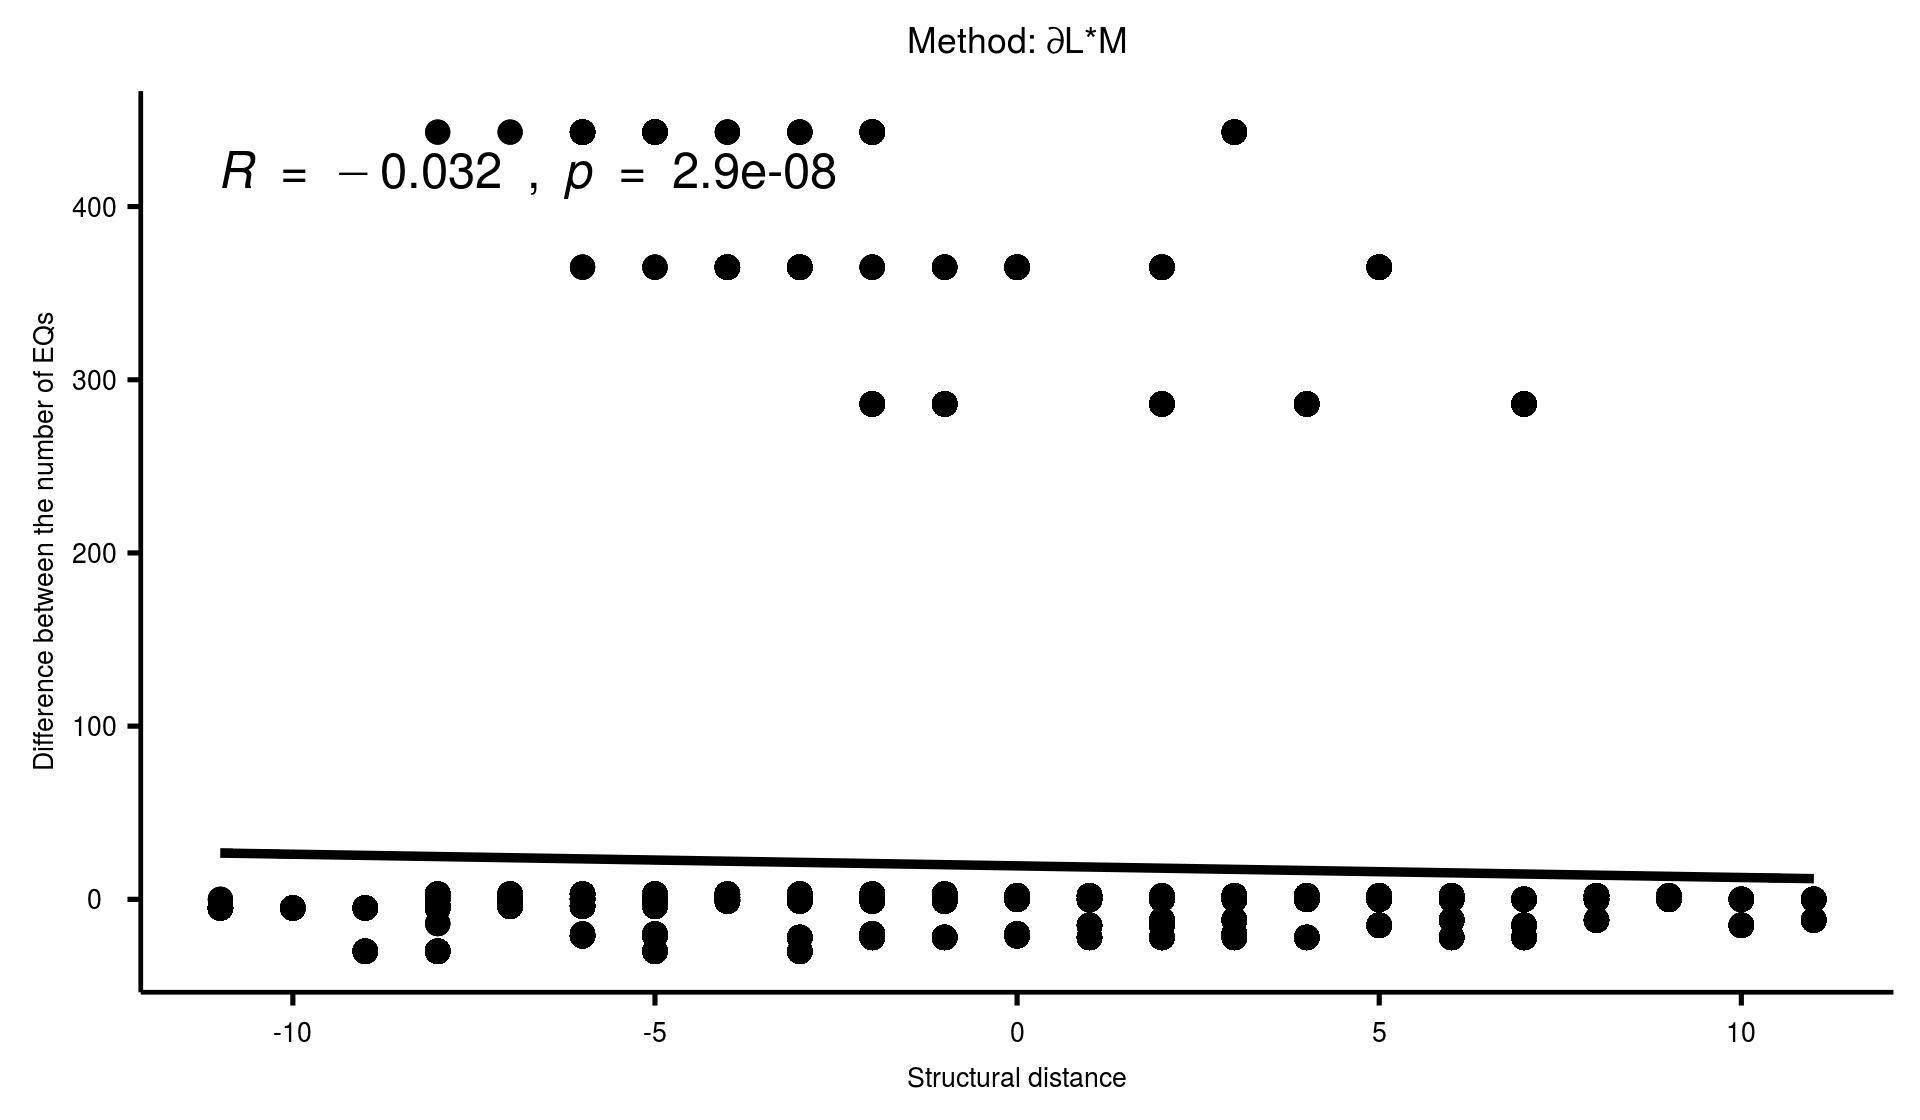 Method: ∂L*M
R = − 0.032 , p = 2.9e-08
Difference between the number of EQs
400
300
200
100
0
-10 -5 0 5 10
Structural distance